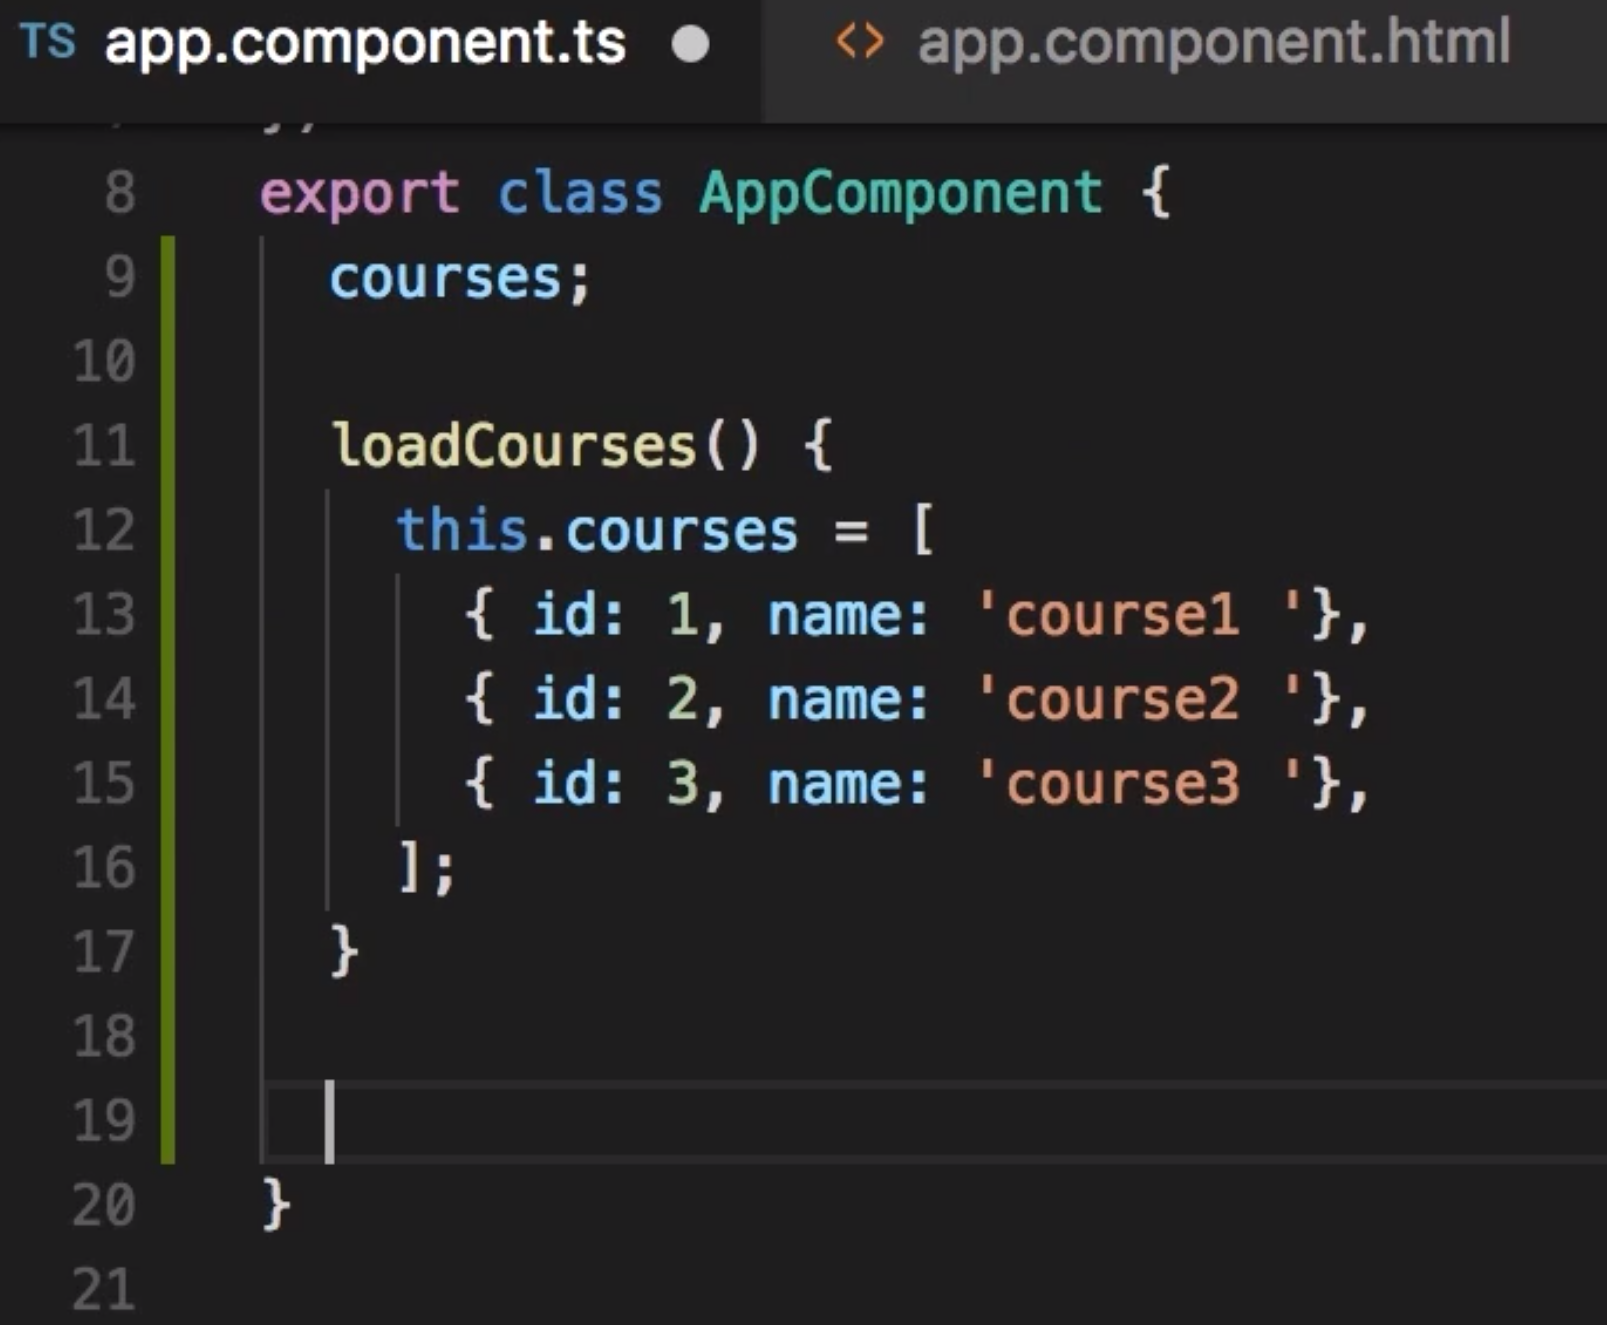 TS app.component.ts <> app.component.html
8 export class AppComponent {
9 courses;
10
11 loadCourses() {
12 this.courses = [
13 { id: 1, name: 'course1 '},
14 { id: 2, name: 'course2 '},
15 { id: 3, name: 'course3 '},
16 ];
17 }
18
19
20 }
21